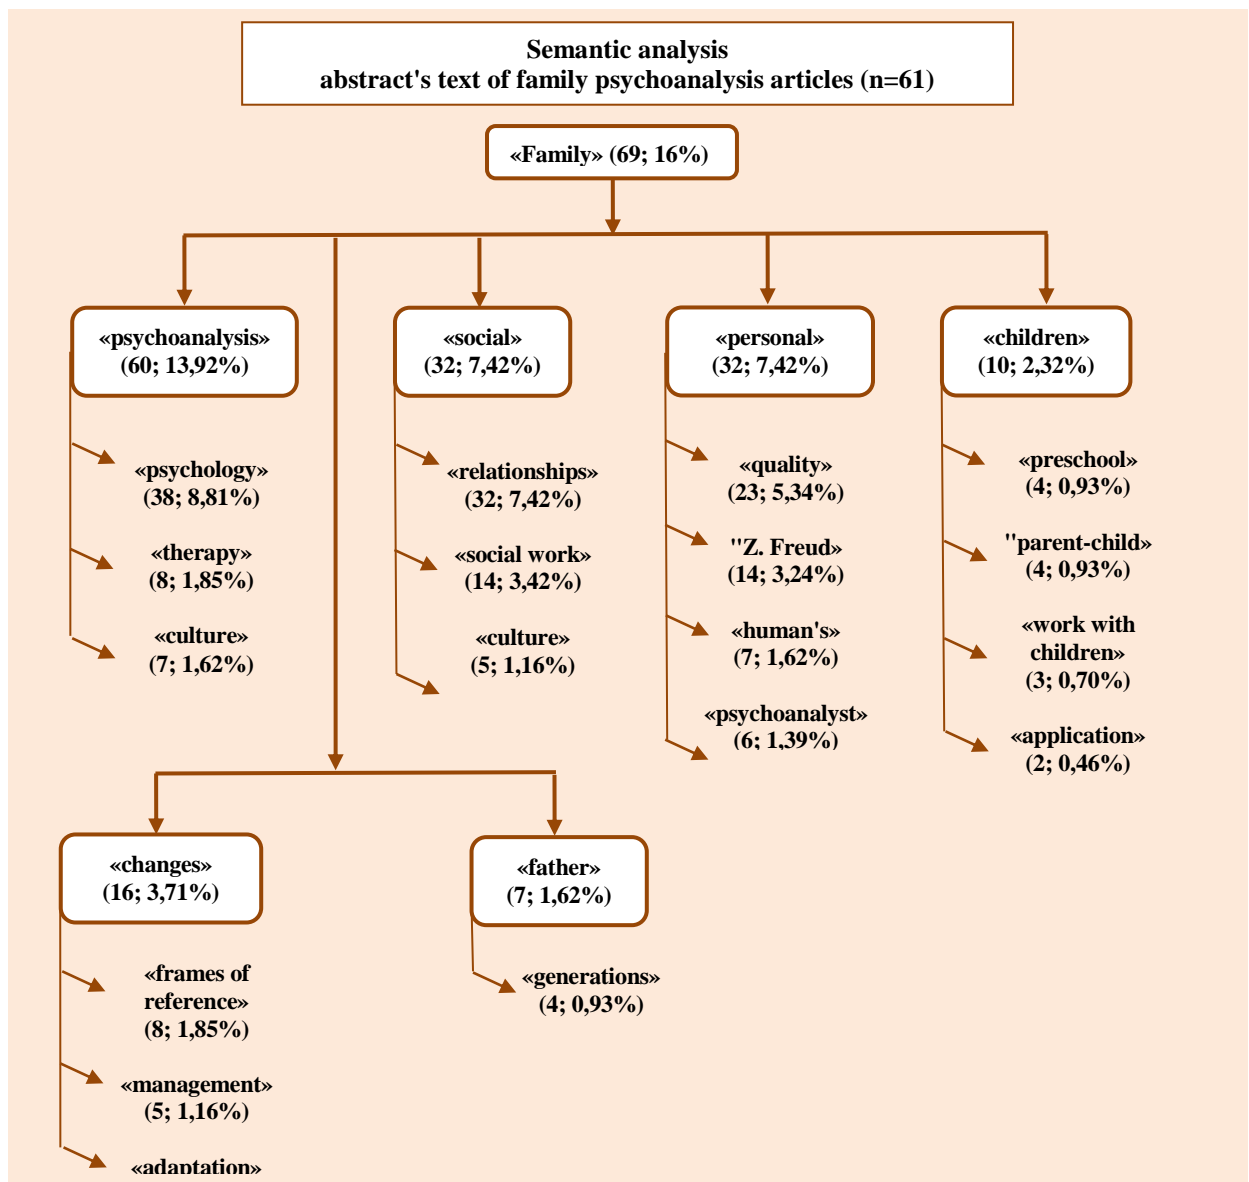 Semantic analysis
abstract's text of family psychoanalysis articles (n=61)
«Family» (69; 16%)
«psychoanalysis»
(60; 13,92%)
«psychology»
(38; 8,81%)
«therapy»
(8; 1,85%)
«culture»
(7; 1,62%)
«social»
(32; 7,42%)
«relationships»
(32; 7,42%)
«social work»
(14; 3,42%)
«culture»
(5; 1,16%)
«personal»
(32; 7,42%)
«quality»
(23; 5,34%)
"Z. Freud»
(14; 3,24%)
«human's»
(7; 1,62%)
«psychoanalyst»
(6; 1,39%)
«children»
(10; 2,32%)
«preschool»
(4; 0,93%)
"parent-child»
(4; 0,93%)
«work with
children»
(3; 0,70%)
«application»
(2; 0,46%)
«changes»
(16; 3,71%)
«frames of
reference»
(8; 1,85%)
«management»
(5; 1,16%)
«adaptation»
«father»
(7; 1,62%)
«generations»
(4; 0,93%)